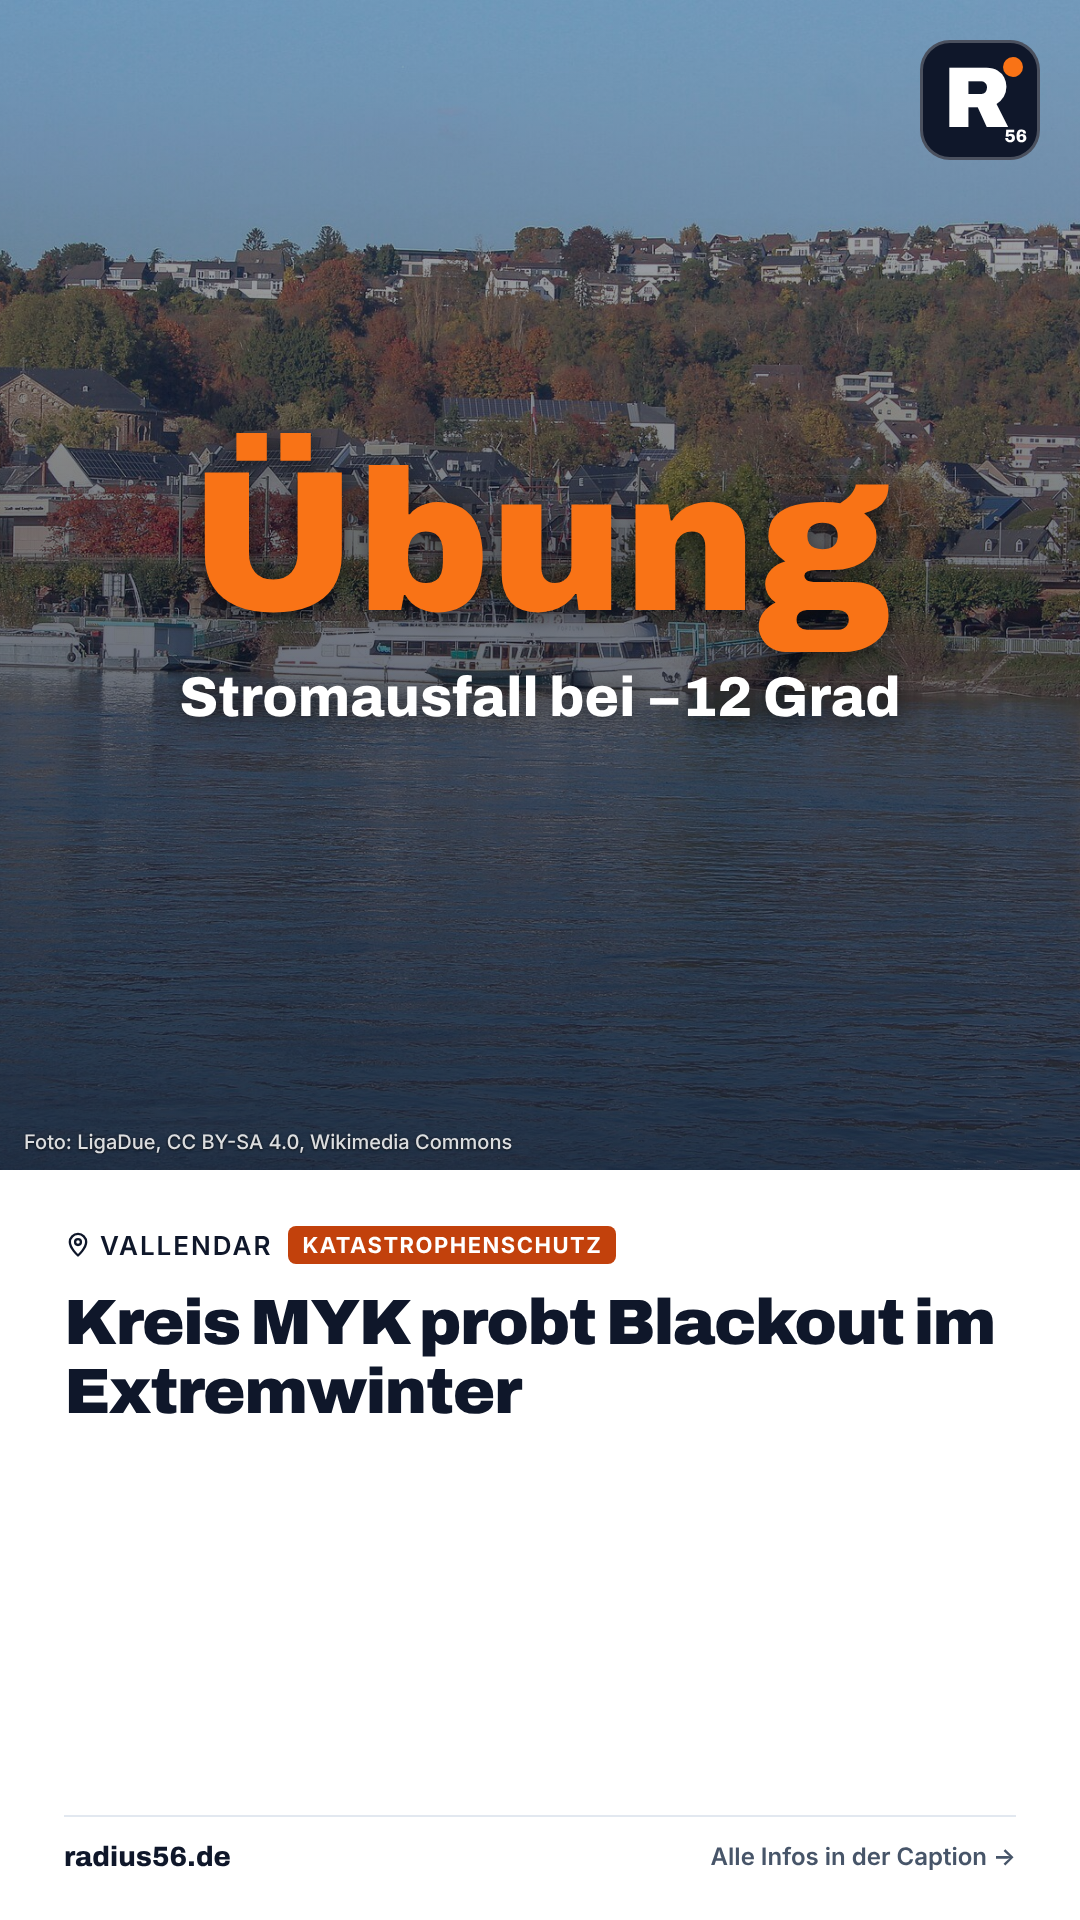 R
56
Übung
Stromausfall bei –12 Grad
Foto: LigaDue, CC BY-SA 4.0, Wikimedia Commons
VALLENDAR KATASTROPHENSCHUTZ
Kreis MYK probt Blackout im
Extremwinter
radius56.de Alle Infos in der Caption →